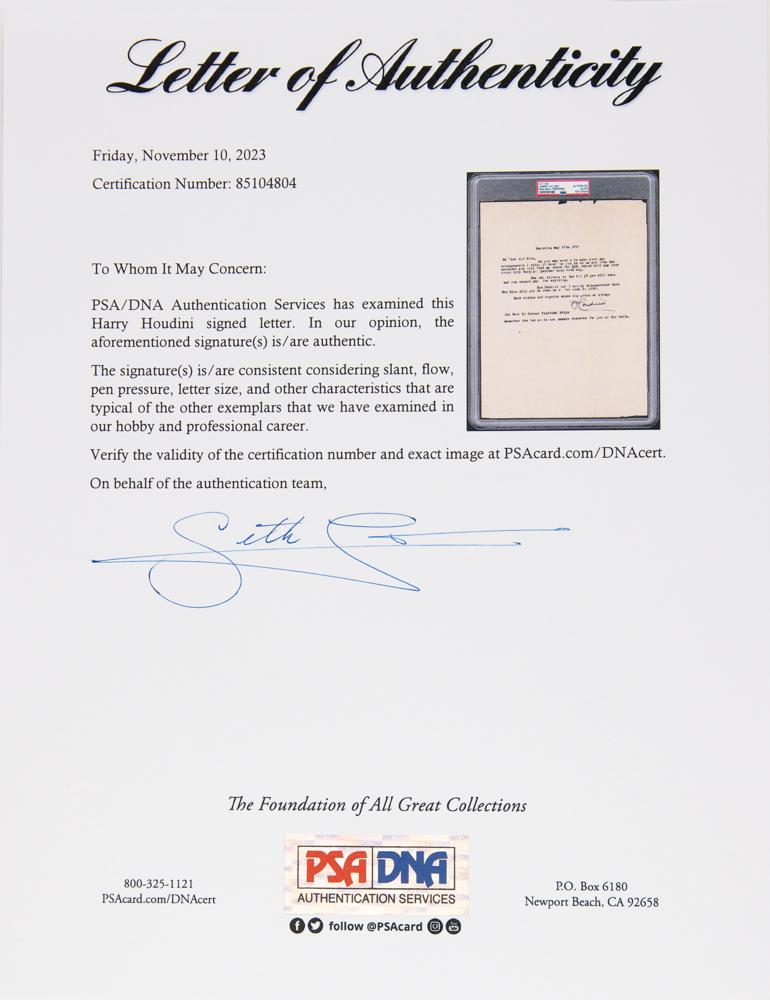 Letter of Authenticity
Friday, November 10, 2023
Certification Number: 85104804
To Whom It May Concern:
PSA/DNA Authentication Services has examined this
Harry Houdini signed letter. In our opinion, the
aforementioned signature(s) is/are authentic.
The signature(s) is/are consistent considering slant, flow,
pen pressure, letter size, and other characteristics that are
typical of the other exemplars that we have examined in
our hobby and professional career.
Verify the validity of the certification number and exact image at PSAcard.com/DNAcert.
On behalf of the authentication team,
Seth
The Foundation of All Great Collections
PSA DNA
AUTHENTICATION SERVICES
800-325-1121
PSAcard.com/DNAcert
P.O. Box 6180
Newport Beach, CA 92658
follow @PSAcard